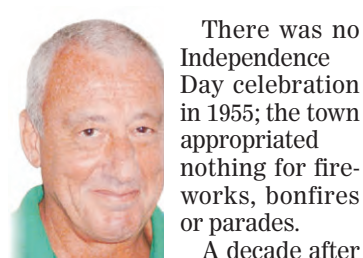 There was no
Independence
Day celebration
in 1955; the town
appropriated
nothing for fire-
works, bonfires
or parades.
A decade after